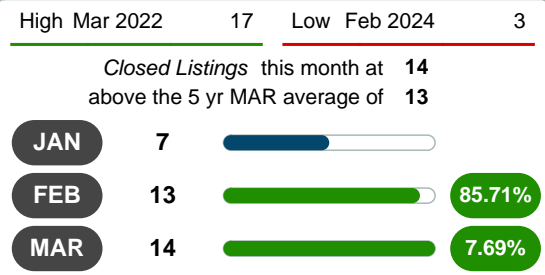 High Mar 2022 17 Low Feb 2024 3
Closed Listings this month at 14
above the 5 yr MAR average of 13
JAN 7
FEB 13 85.71%
MAR 14 7.69%